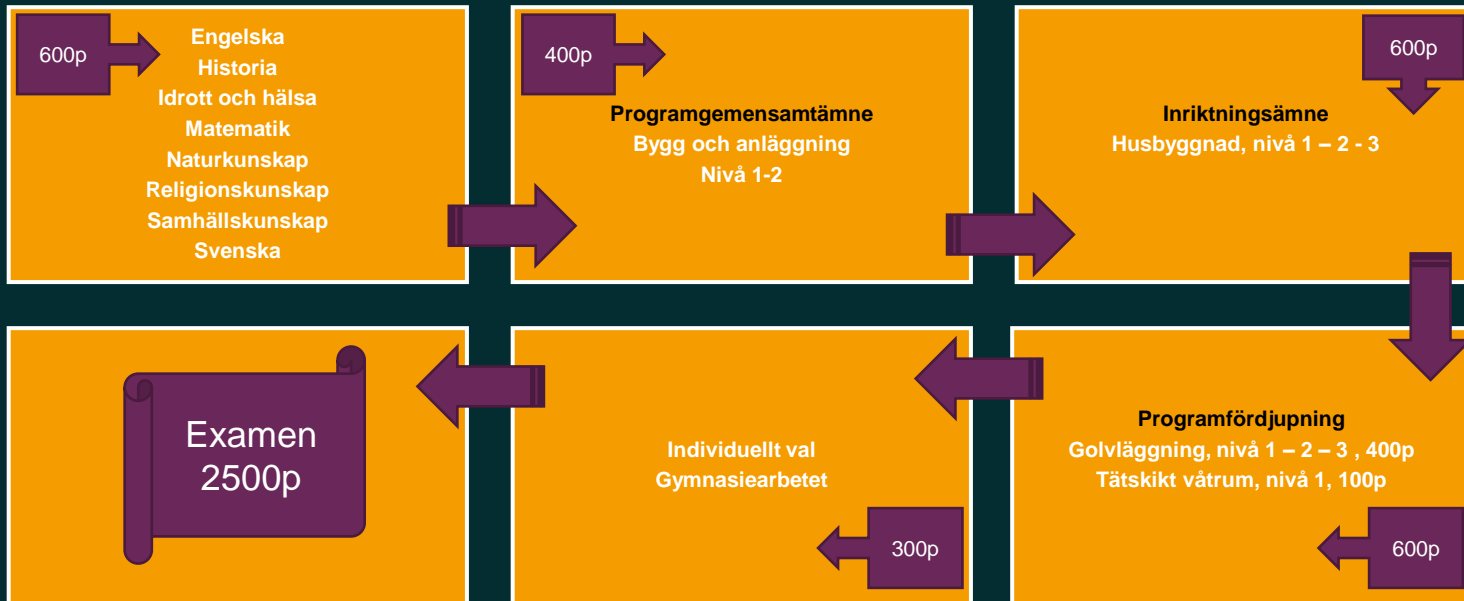 600p
Engelska
Historia
Idrott och hälsa
Matematik
Naturkunskap
Religionskunskap
Samhällskunskap
Svenska
400p
Programgemensamtämne
Bygg och anläggning
Nivå 1-2
600p
Inriktningsämne
Husbyggnad, nivå 1 – 2 - 3
Programfördjupning
Golvläggning, nivå 1 – 2 – 3 , 400p
Tätskikt våtrum, nivå 1, 100p
600p
Individuellt val
Gymnasiearbetet
300p
Examen
2500p